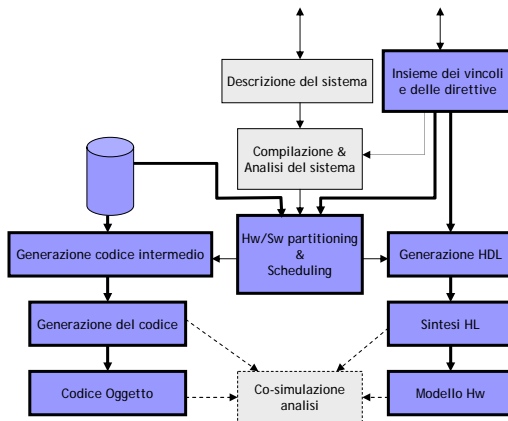 Descrizione del sistema
Insieme dei vincoli
e delle direttive
Compilazione &
Analisi del sistema
Hw/Sw partitioning
&
Scheduling
Generazione codice intermedio
Generazione HDL
Generazione del codice
Sintesi HL
Codice Oggetto
Co-simulazione
analisi
Modello Hw